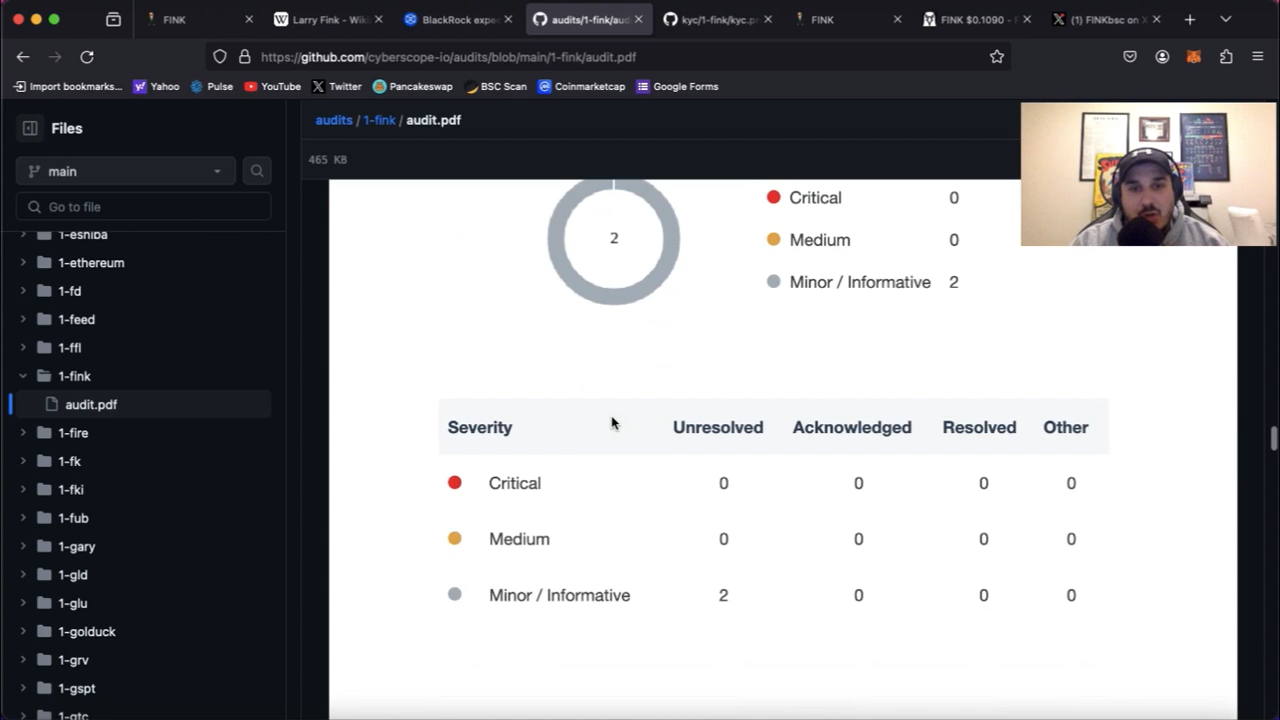 FINK
Larry Fink - Wiki
BlackRock expec
audits/1-fink/aud
kyc/1-fink/kyc.p
FINK
FINK $0.1090 -
(1) FINKbsc on
https://github.com/cyberscope-io/audits/blob/main/1-fink/audit.pdf
Import bookmarks... Yahoo Pulse YouTube Twitter Pancakeswap BSC Scan Coinmarketcap Google Forms
Files
audits / 1-fink / audit.pdf
main
465 KB
Go to file
1-eshiba
1-ethereum
1-fd
1-feed
1-ffl
1-fink
audit.pdf
1-fire
1-fk
1-fki
1-fub
1-gary
1-gld
1-glu
1-golduck
1-grv
1-gspt
1-gtc
2
Critical 0
Medium 0
Minor / Informative 2
Severity Unresolved Acknowledged Resolved Other
Critical 0 0 0 0
Medium 0 0 0 0
Minor / Informative 2 0 0 0